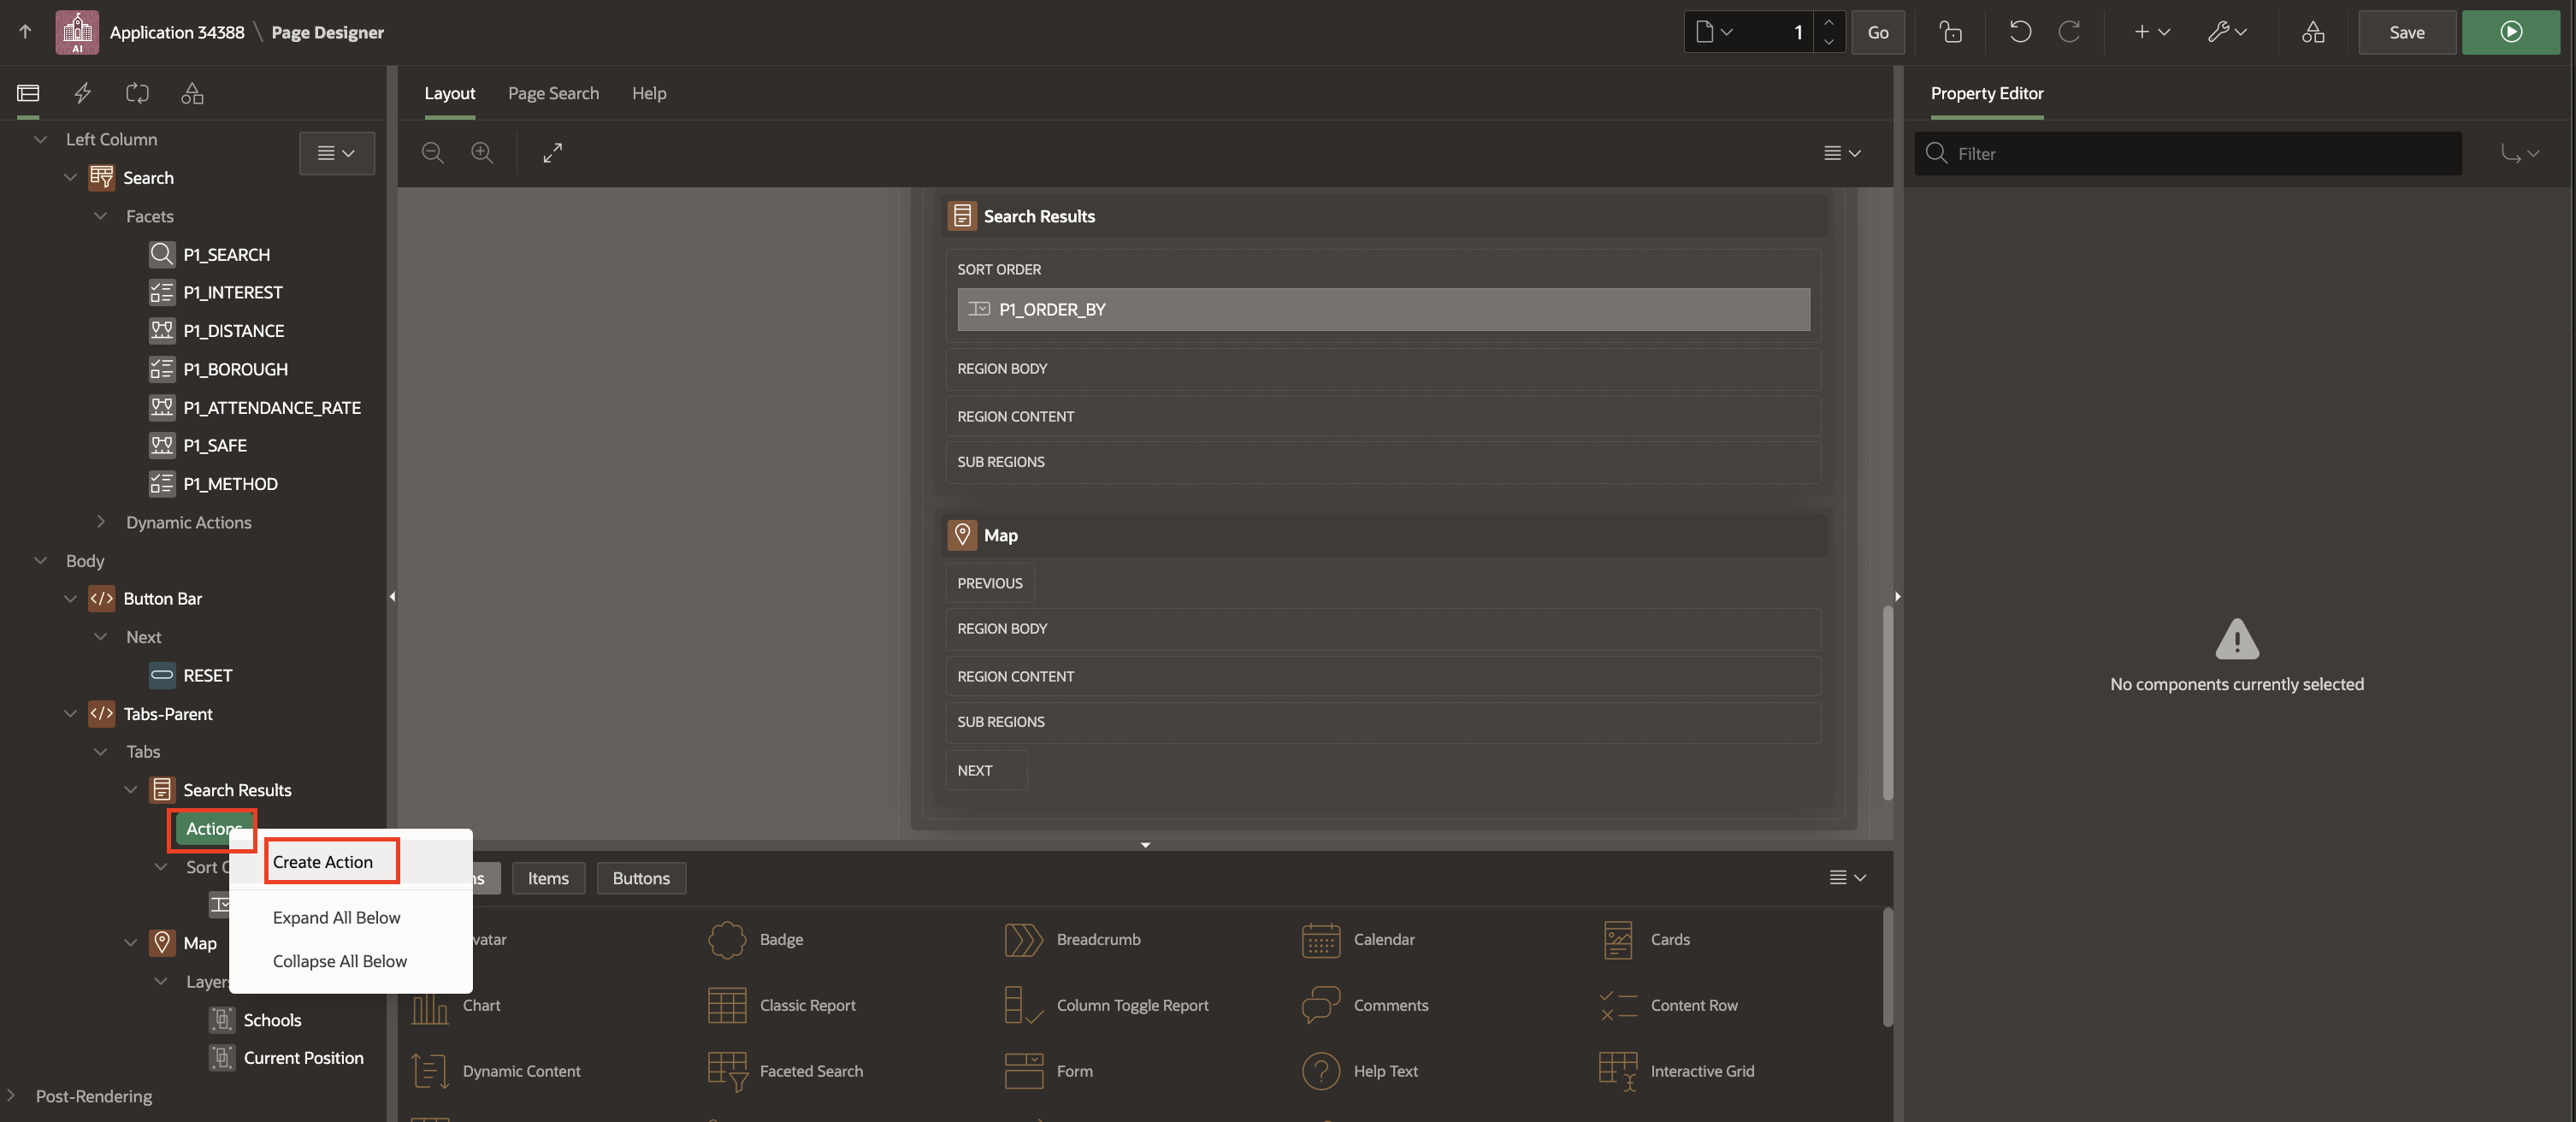 AI
Application 34388 \ Page Designer
1
Go
Save
Left Column
Search
Facets
P1_SEARCH
P1_INTEREST
P1_DISTANCE
P1_BOROUGH
P1_ATTENDANCE_RATE
P1_SAFE
P1_METHOD
Dynamic Actions
Body
Button Bar
Next
RESET
Tabs-Parent
Tabs
Search Results
Actions
Sort
Map
Layers
Schools
Current Position
Post-Rendering
Create Action
Expand All Below
Collapse All Below
Layout
Page Search
Help
Search Results
SORT ORDER
P1_ORDER_BY
REGION BODY
REGION CONTENT
SUB REGIONS
Map
PREVIOUS
REGION BODY
REGION CONTENT
SUB REGIONS
NEXT
Items
Buttons
vatar
Badge
Breadcrumb
Calendar
Cards
Chart
Classic Report
Column Toggle Report
Comments
Content Row
Dynamic Content
Faceted Search
Form
Help Text
Interactive Grid
Property Editor
Filter
No components currently selected